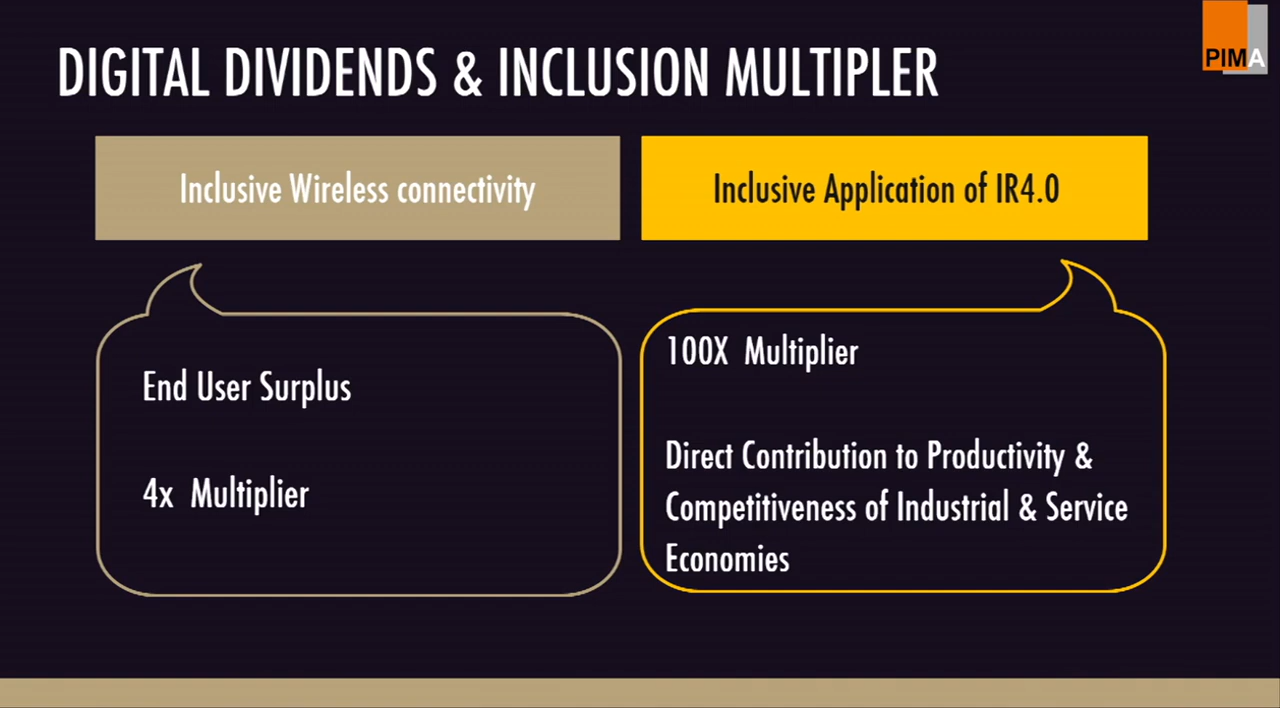 DIGITAL DIVIDENDS & INCLUSION MULTIPLER
PIMA
Inclusive Wireless connectivity
Inclusive Application of IR4.0
End User Surplus
4x Multiplier
100X Multiplier
Direct Contribution to Productivity &
Competitiveness of Industrial & Service
Economies